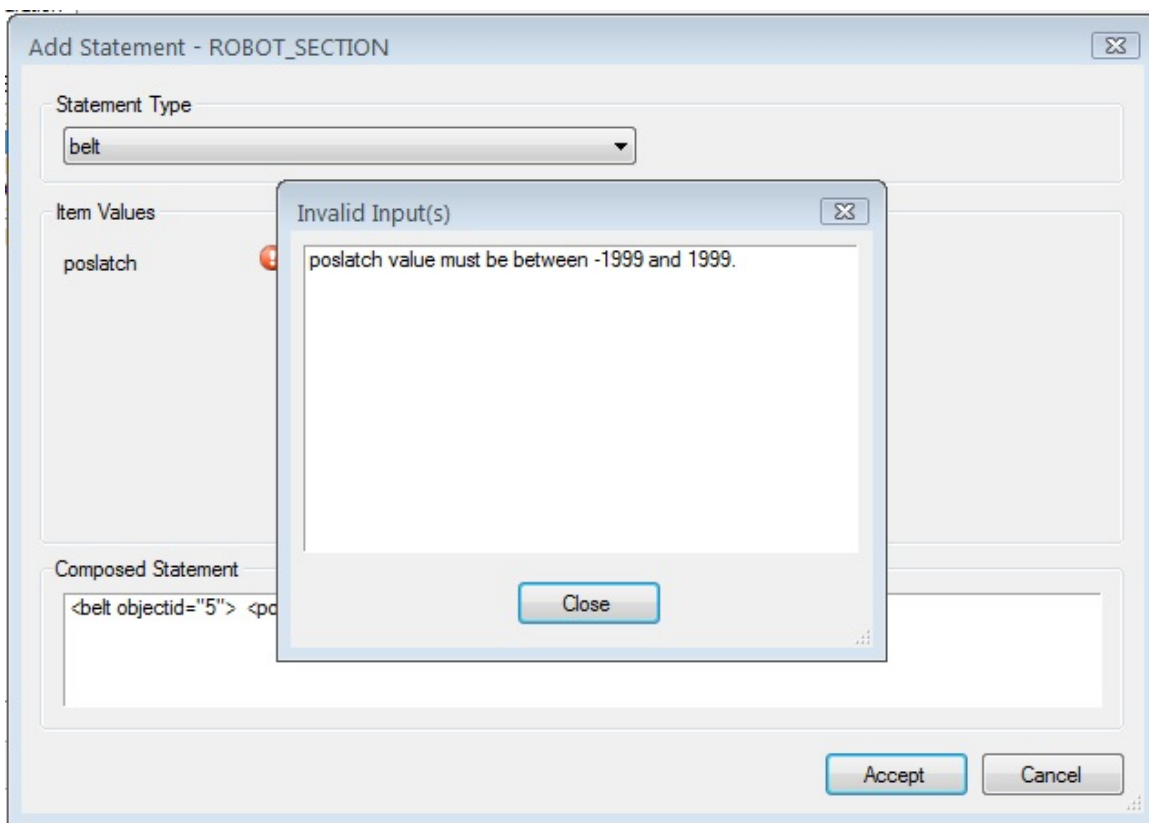 Add Statement - ROBOT_SECTION
Statement Type
belt
Item Values
poslatch
Invalid Input(s)
poslatch value must be between -1999 and 1999.
Close
Composed Statement
<belt objectid="5"> <po
Accept
Cancel